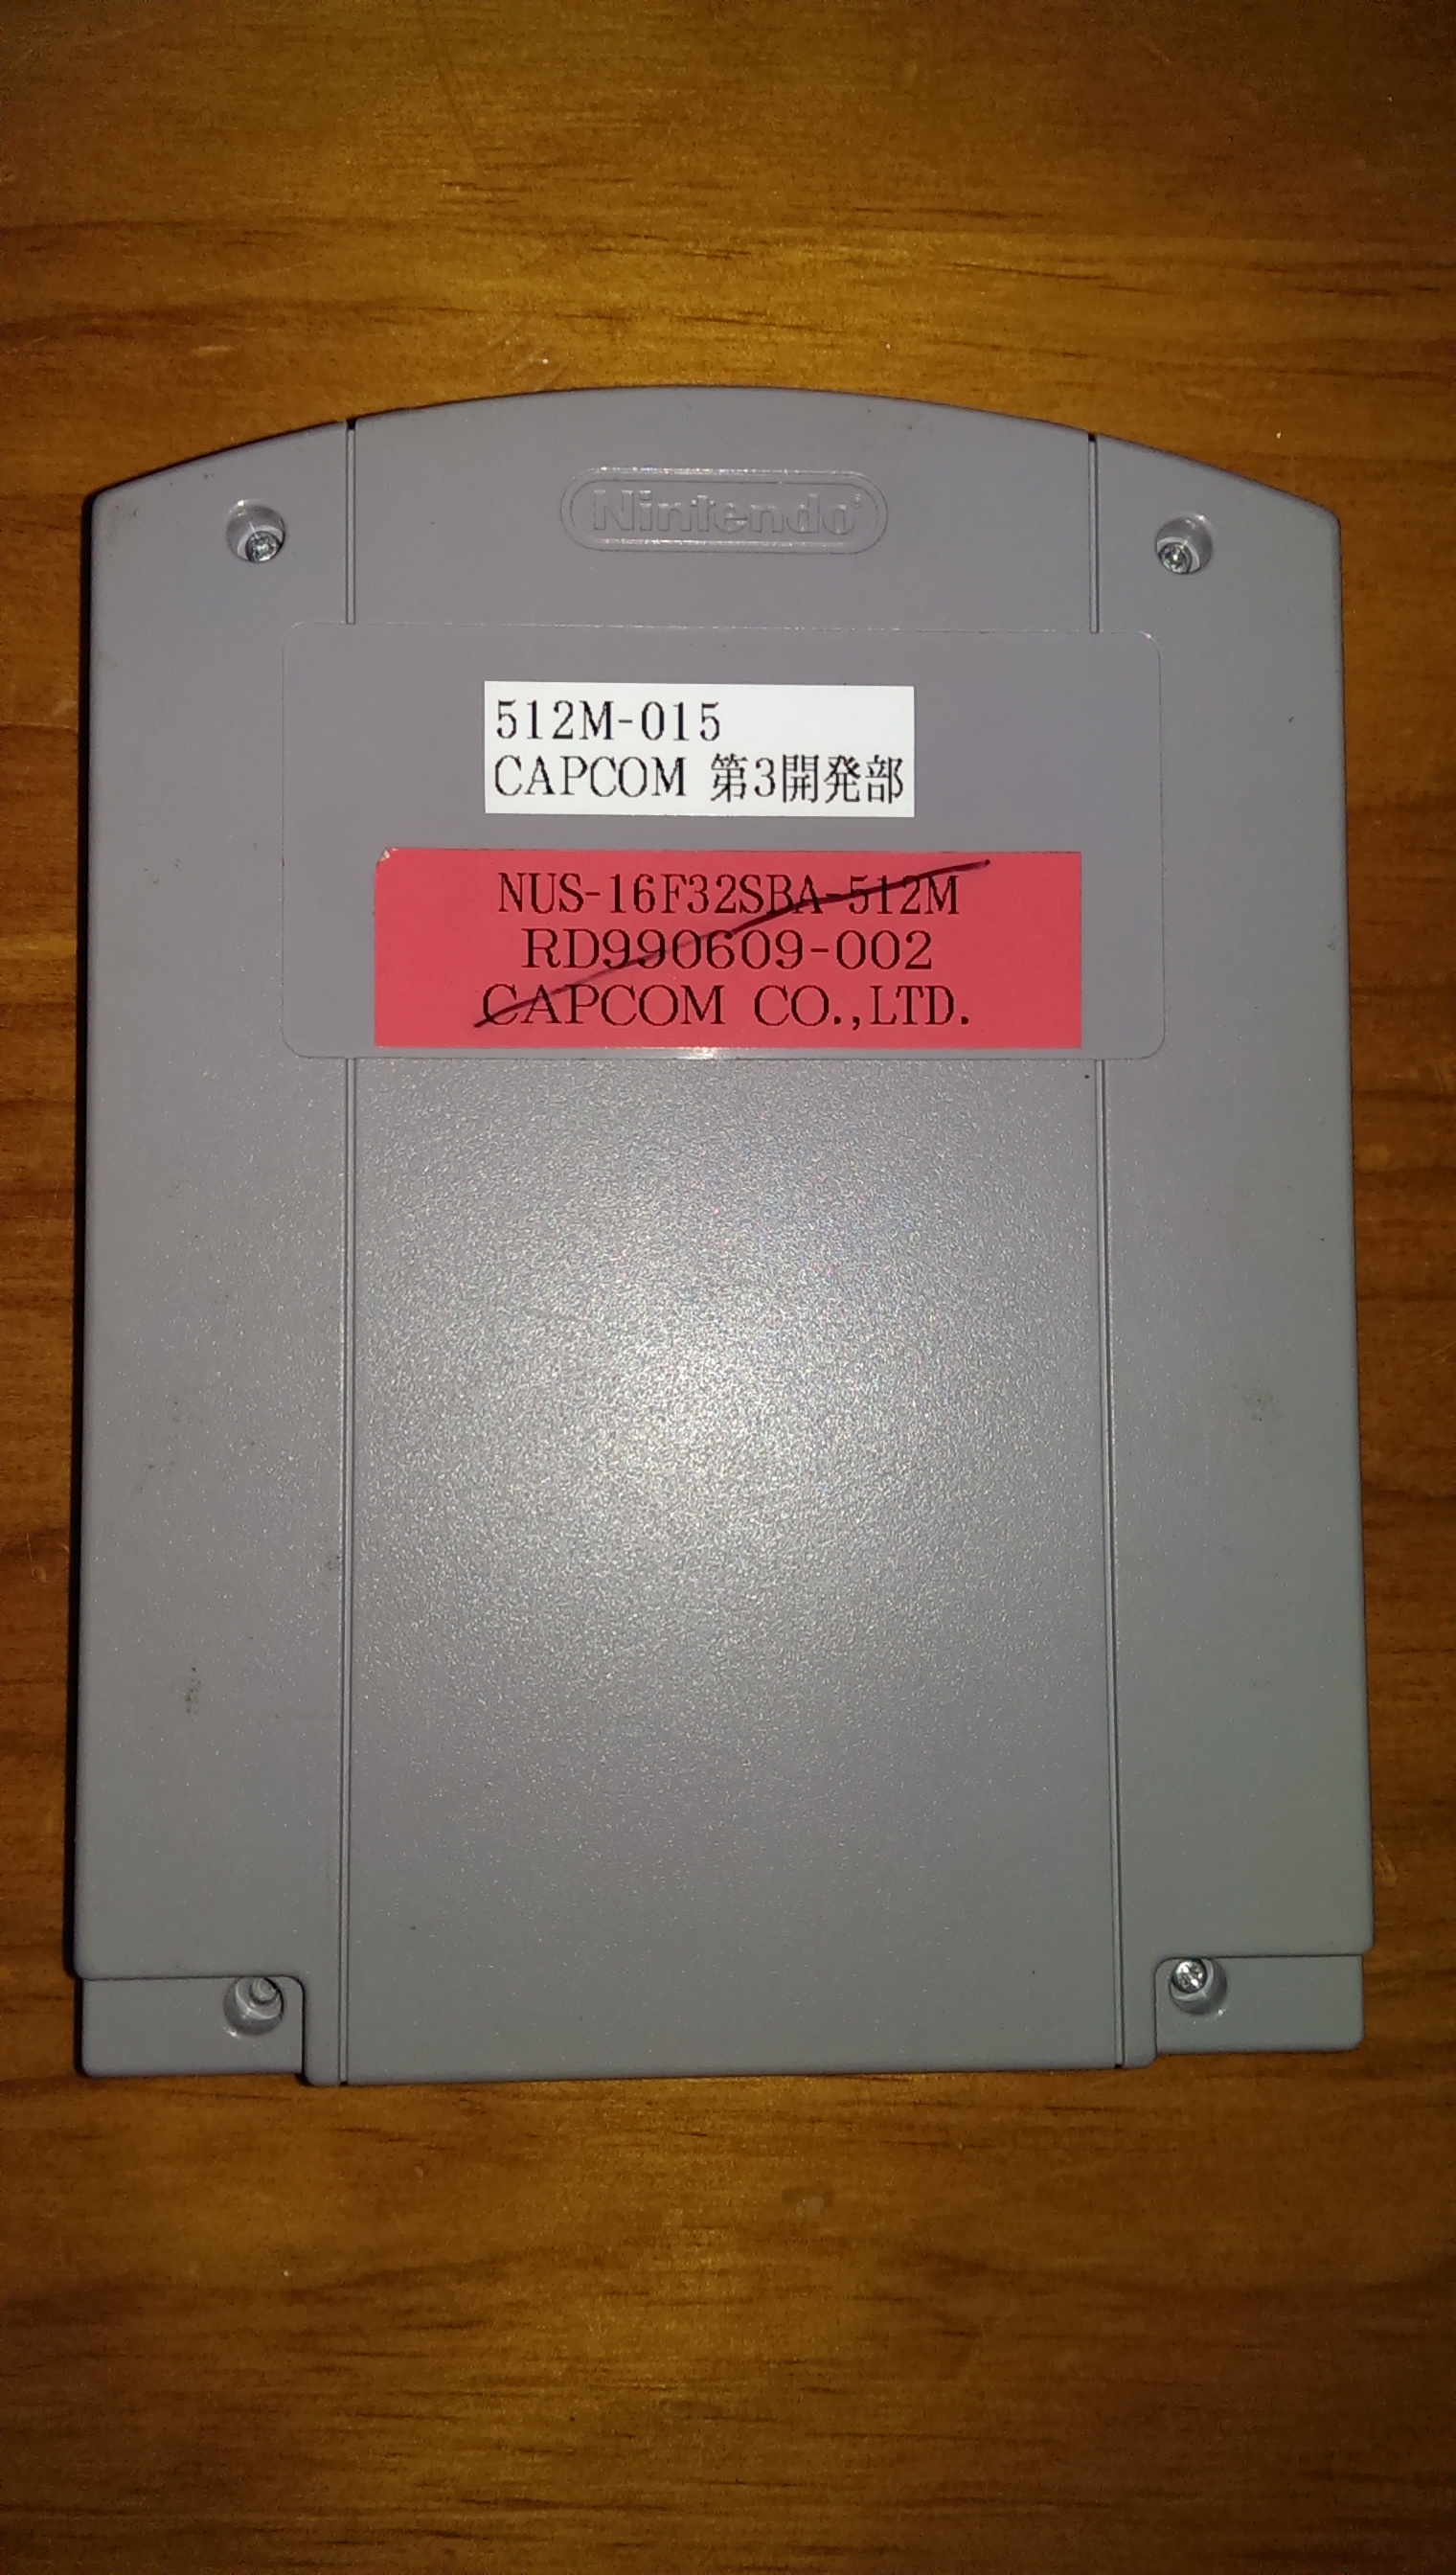 Nintendo®
512M-015
CAPCOM 第3開発部
NUS-16F32SBA-512M
RD990609-002
CAPCOM CO.,LTD.